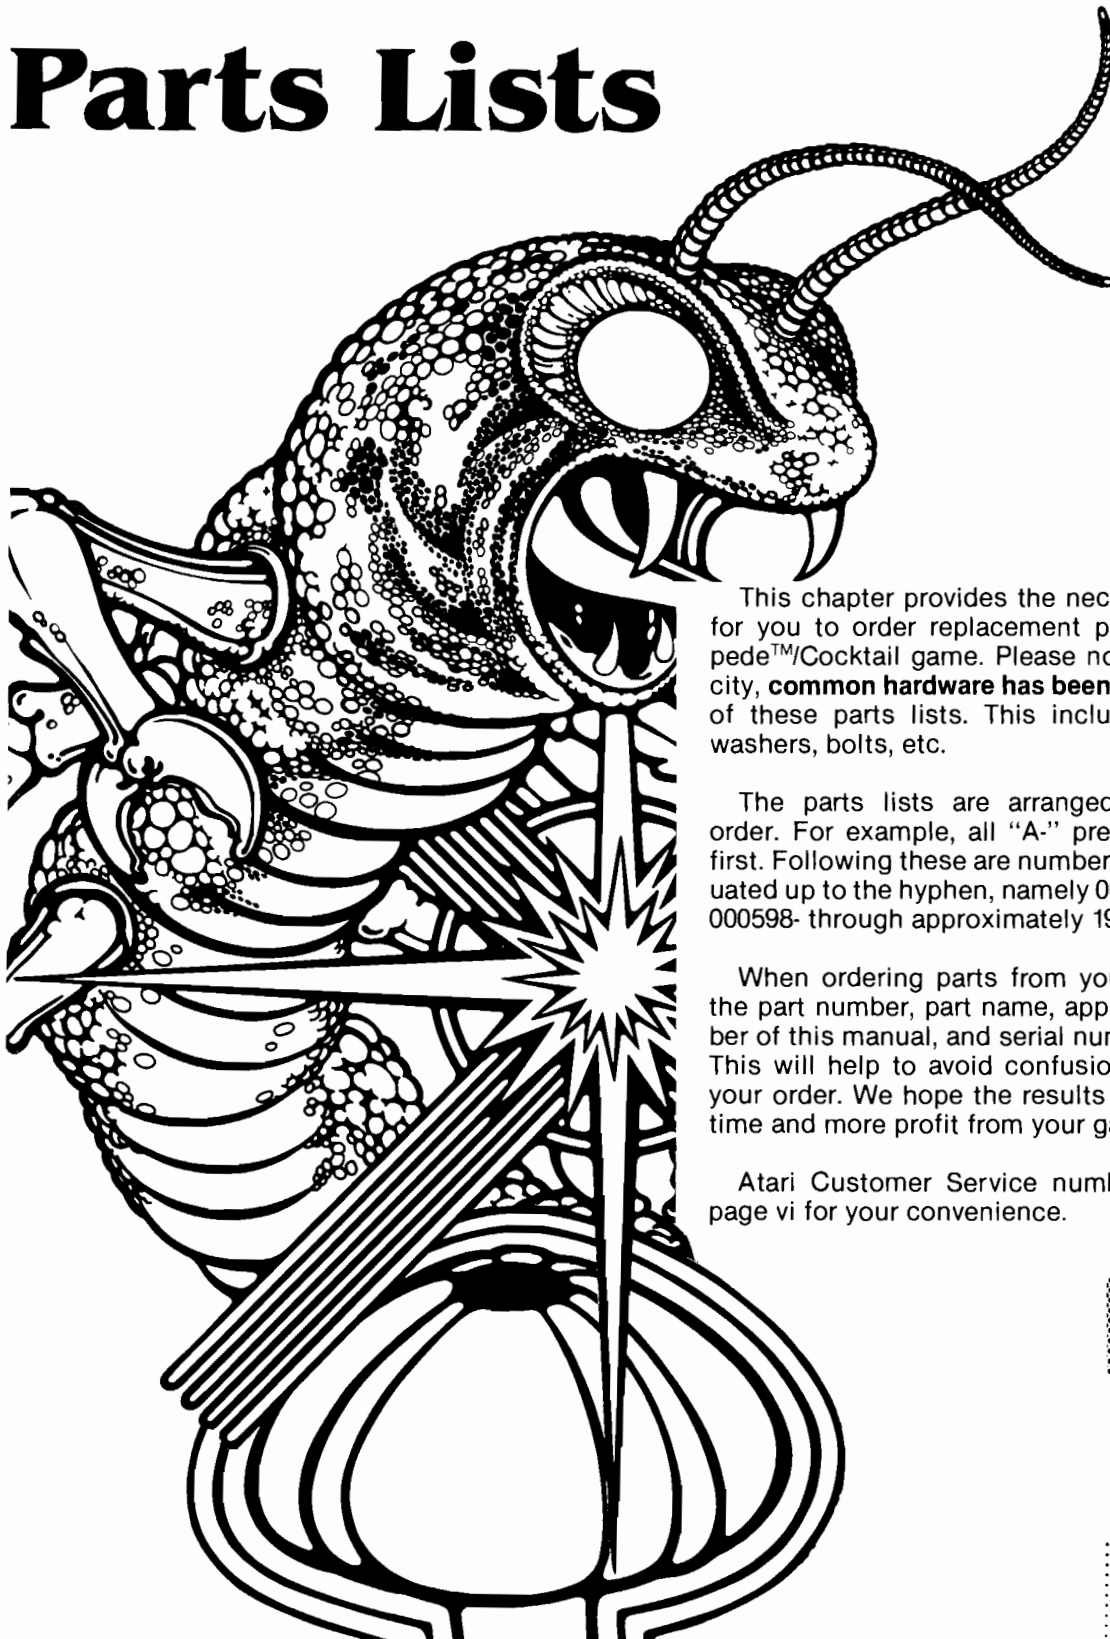 Parts Lists
This chapter provides the nec
for you to order replacement p
pede™/Cocktail game. Please no
city, common hardware has been
of these parts lists. This inclu
washers, bolts, etc.
The parts lists are arranged
order. For example, all “A-” pre
first. Following these are number
uated up to the hyphen, namely 0
000598- through approximately 19
When ordering parts from you
the part number, part name, app
ber of this manual, and serial num
This will help to avoid confusio
your order. We hope the results
time and more profit from your ga
Atari Customer Service numb
page vi for your convenience.